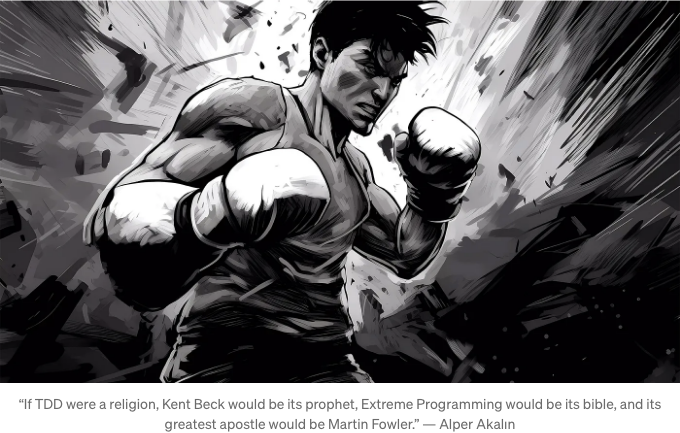 “If TDD were a religion, Kent Beck would be its prophet, Extreme Programming would be its bible, and its
greatest apostle would be Martin Fowler.” — Alper Akalın